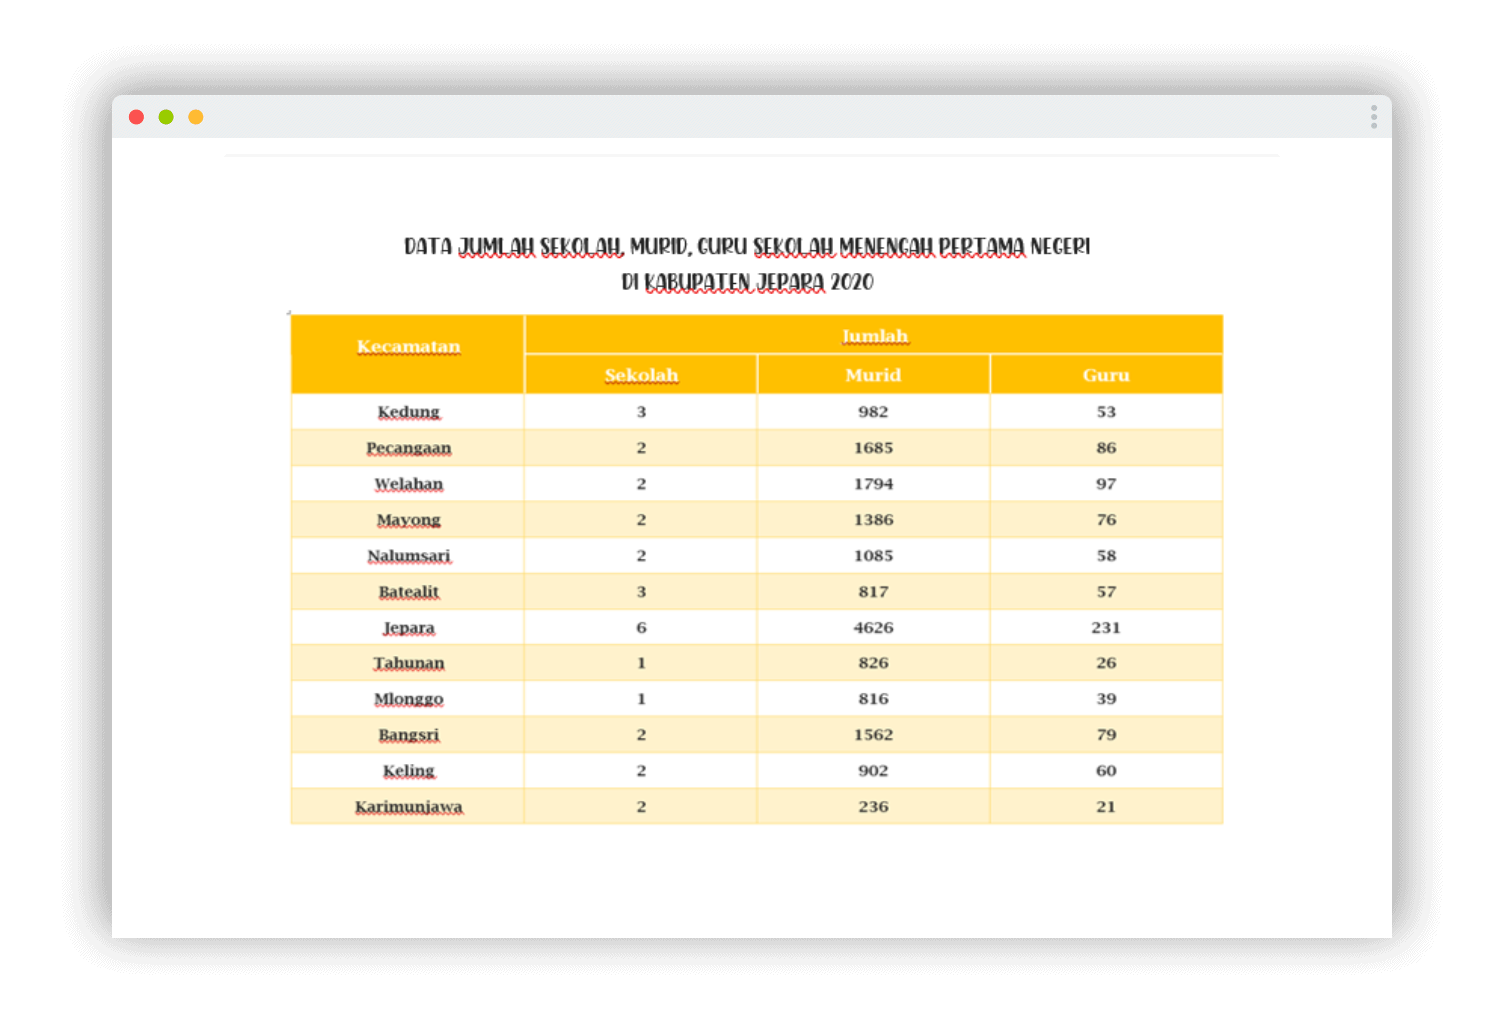 DATA JUMLAH SEKOLAH, MURID, GURU SEKOLAH MENENGAH PERTAMA NEGERI
DI KABUPATEN JEPARA 2020
Kecamatan Jumlah
Sekolah Murid Guru
Kedung 3 982 53
Pecangaan 2 1685 86
Welahan 2 1794 97
Mayong 2 1386 76
Nalumsari 2 1085 58
Batealit 3 817 57
Jepara 6 4626 231
Tahunan 1 826 26
Mlonggo 1 816 39
Bangsri 2 1562 79
Keling 2 902 60
Karimunjawa 2 236 21